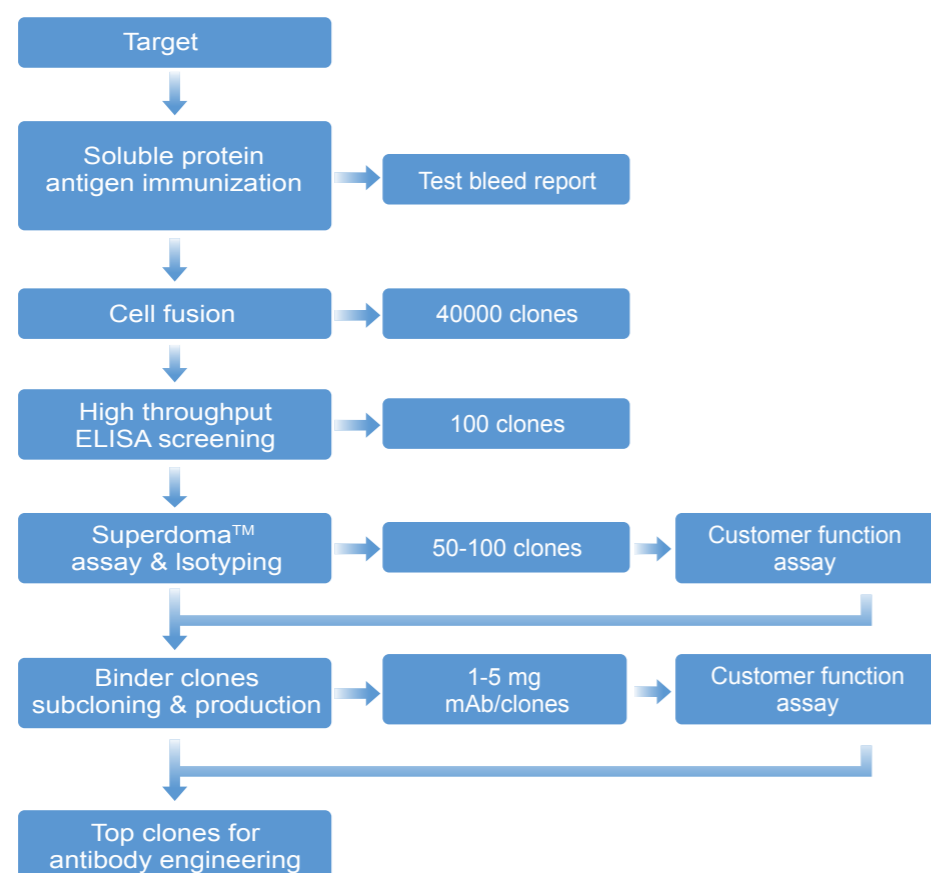 Target
Soluble protein
antigen immunization
Test bleed report
Cell fusion
40000 clones
High throughput
ELISA screening
100 clones
Superdoma™
assay & Isotyping
50-100 clones
Customer function
assay
Binder clones
subcloning & production
1-5 mg
mAb/clones
Customer function
assay
Top clones for
antibody engineering